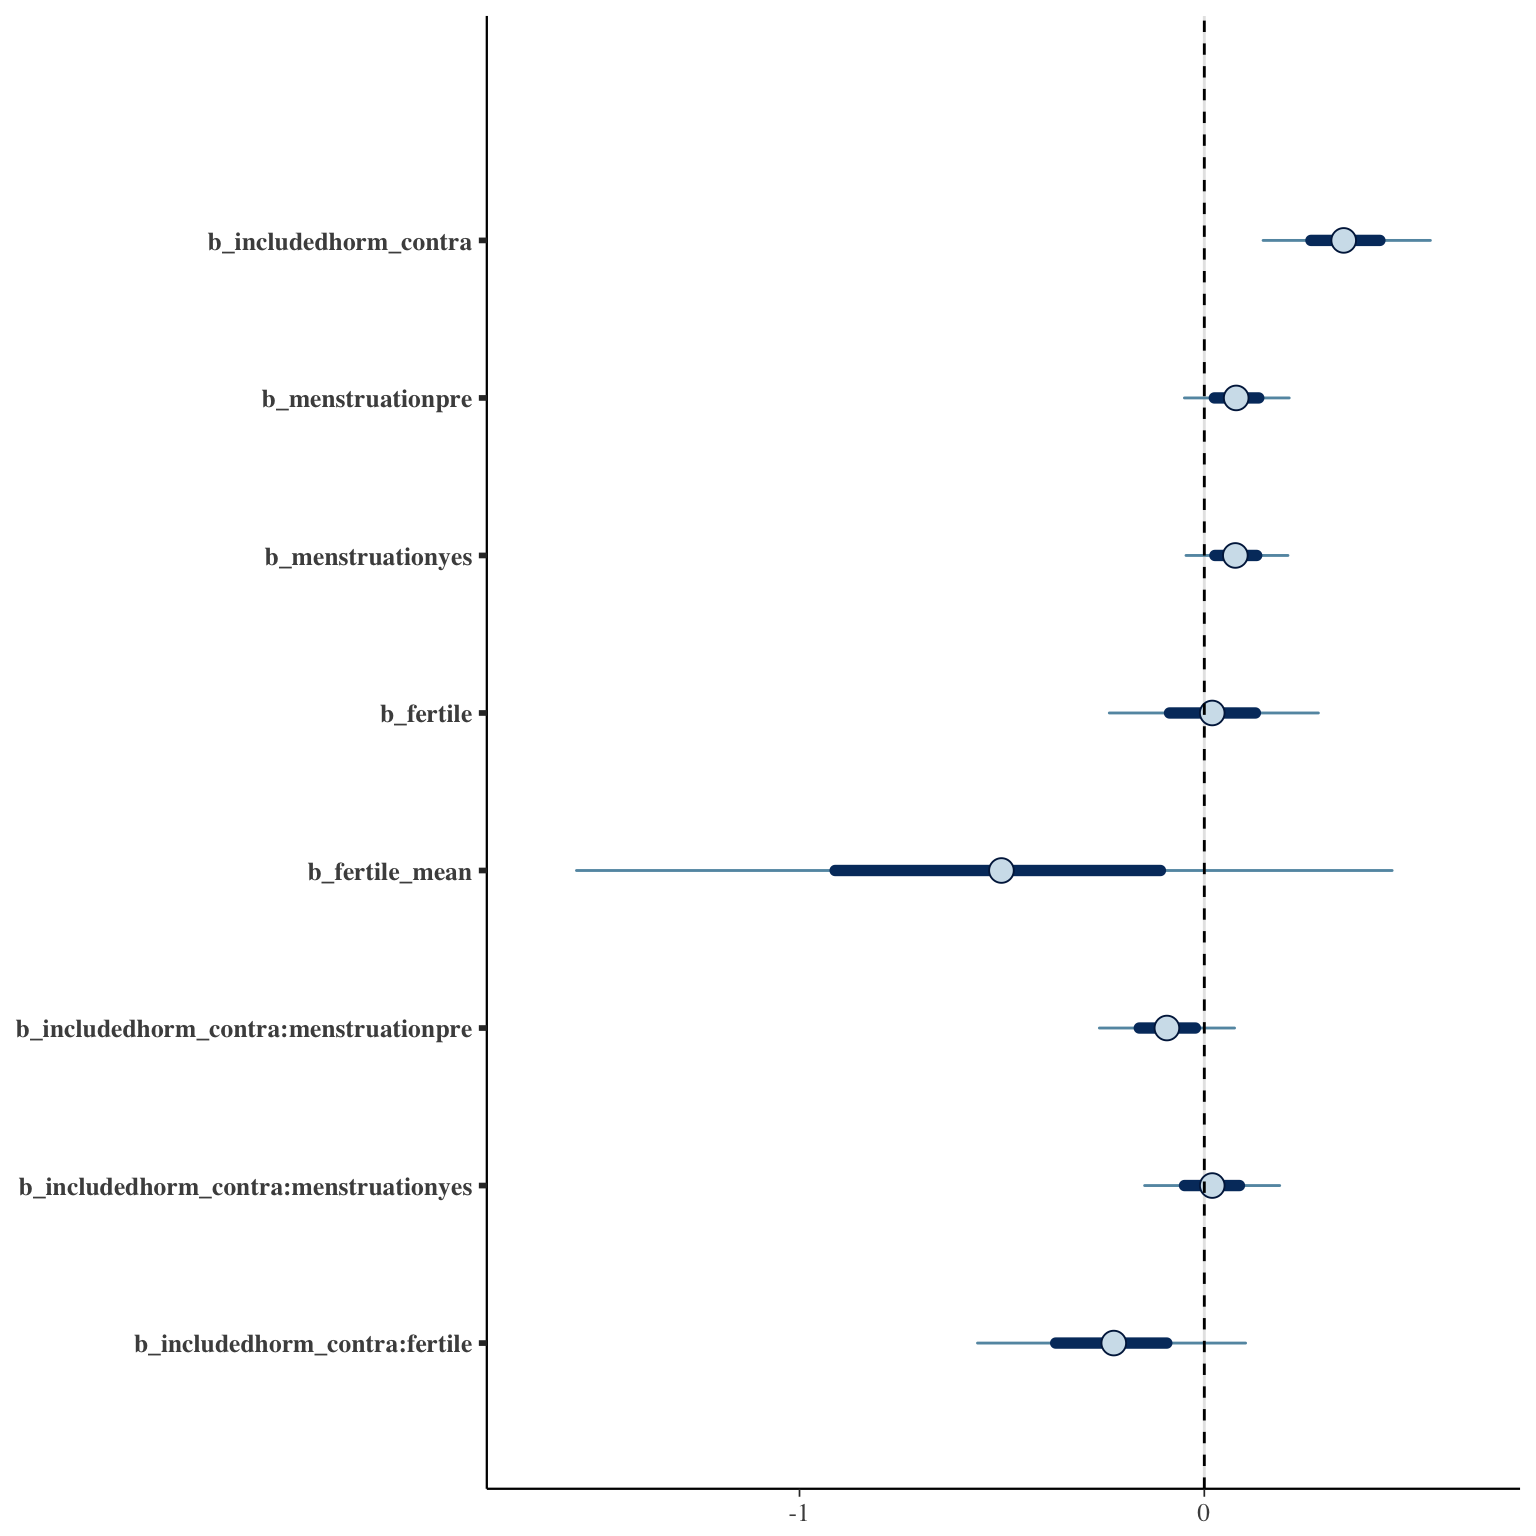 b_includedhorm_contra
b_menstruationpre
b_menstruationyes
b_fertile
b_fertile_mean
b_includedhorm_contra:menstruationpre
b_includedhorm_contra:menstruationyes
b_includedhorm_contra:fertile
-1 0